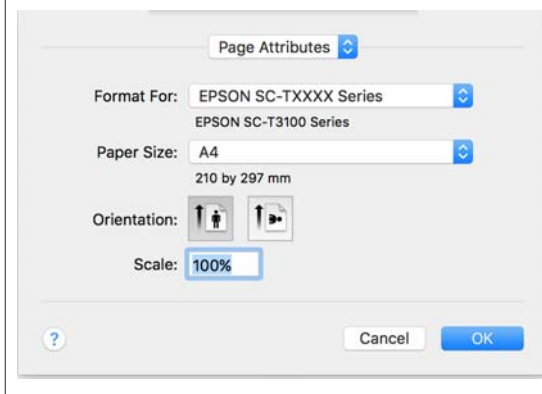 Page Attributes
Format For: EPSON SC-TXXXX Series
EPSON SC-T3100 Series
Paper Size: A4
210 by 297 mm
Orientation:
Scale: 100%
? Cancel OK